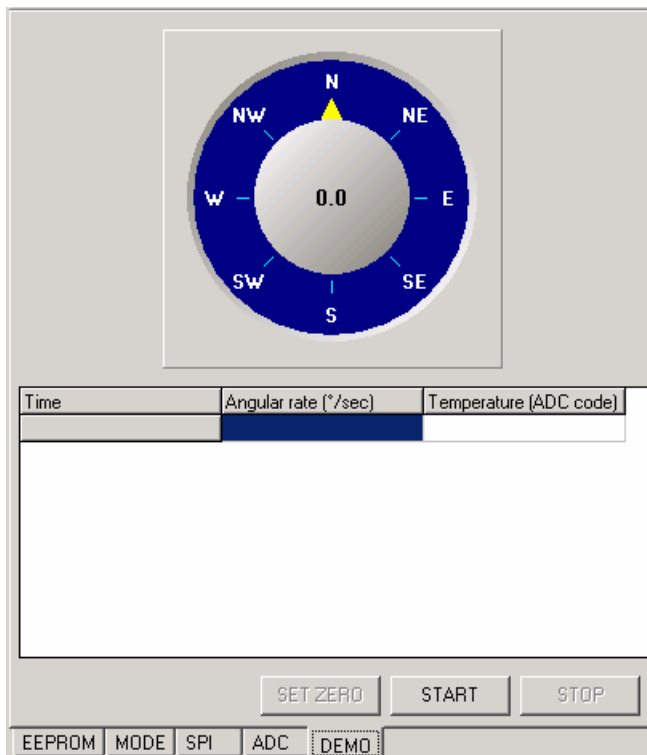 N
NW NE
W 0.0 E
SW SE
S
Time Angular rate (°/sec) Temperature (ADC code)
SET ZERO START STOP
EEPROM MODE SPI ADC DEMO